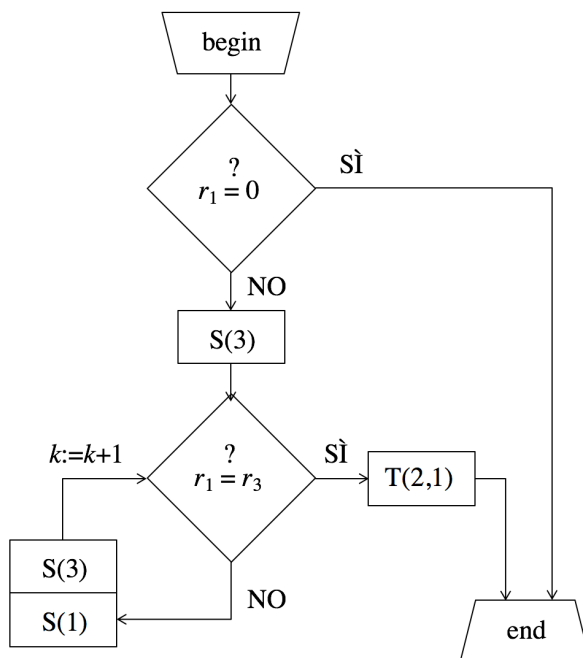 begin
?
r₁ = 0
SÌ
NO
S(3)
?
r₁ = r₃
SÌ
T(2,1)
k:=k+1
S(3)
S(1)
NO
end